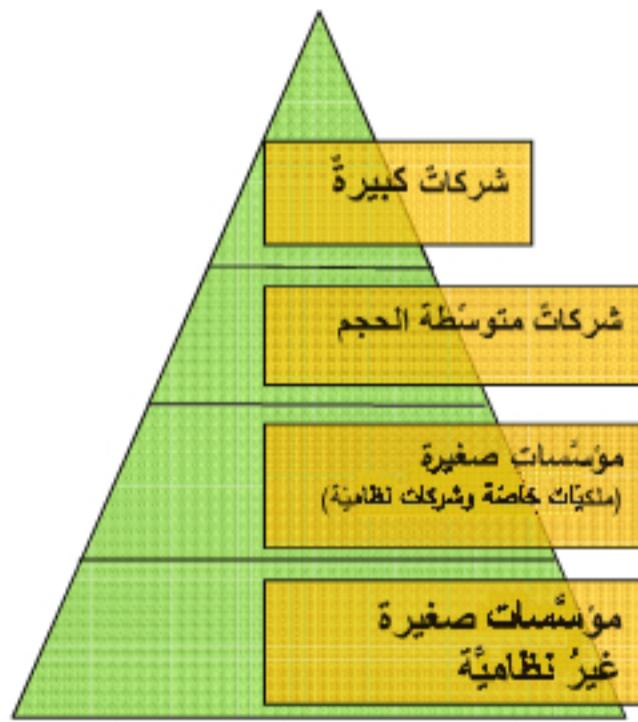 شركاتٌ كبيرةٌ
شركاتٌ متوسّطة الحجم
مؤسَّسات صغيرة
(ملكيّات خاصّة وشركات نظاميّة)
مؤسَّسات صغيرة
غيرُ نظاميَّة